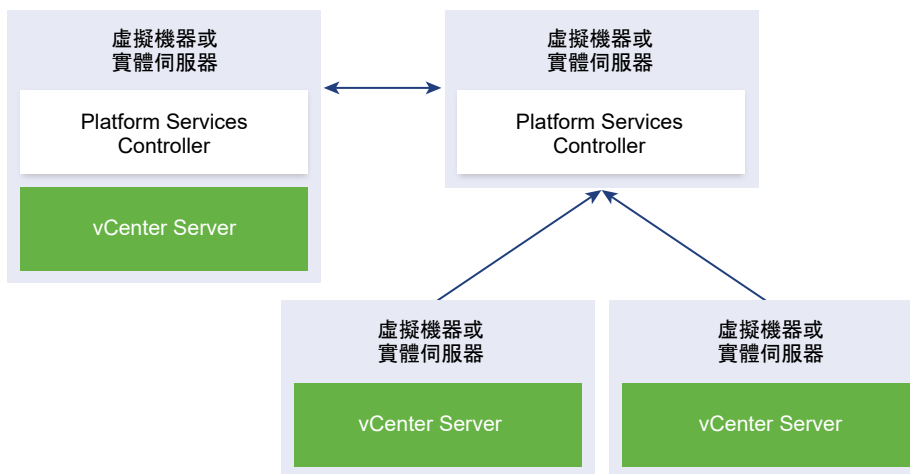 虛擬機器或
實體伺服器
Platform Services
Controller
vCenter Server
虛擬機器或
實體伺服器
Platform Services
Controller
虛擬機器或
實體伺服器
vCenter Server
虛擬機器或
實體伺服器
vCenter Server